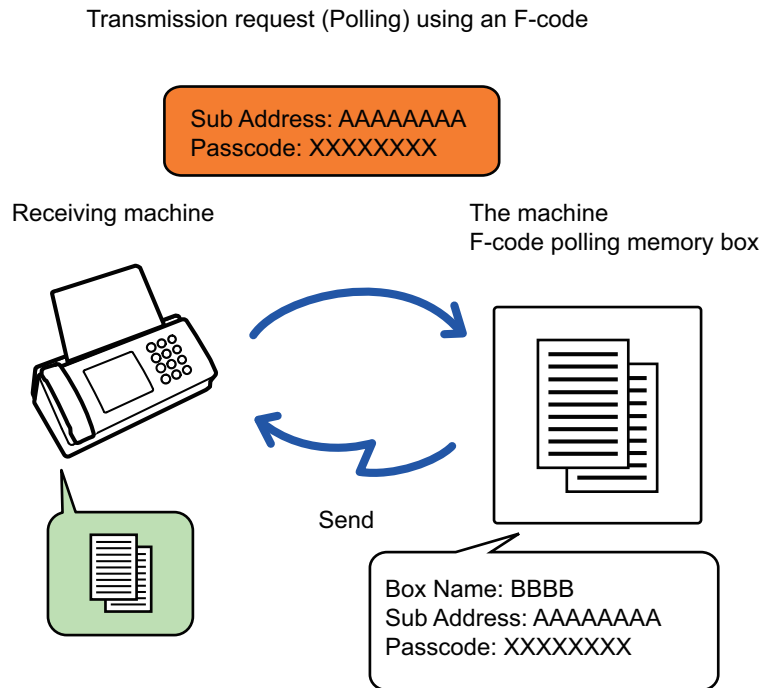 Transmission request (Polling) using an F-code
Sub Address: AAAAAAAA
Passcode: XXXXXXXX
Receiving machine
The machine
F-code polling memory box
Send
Box Name: BBBB
Sub Address: AAAAAAAA
Passcode: XXXXXXXX